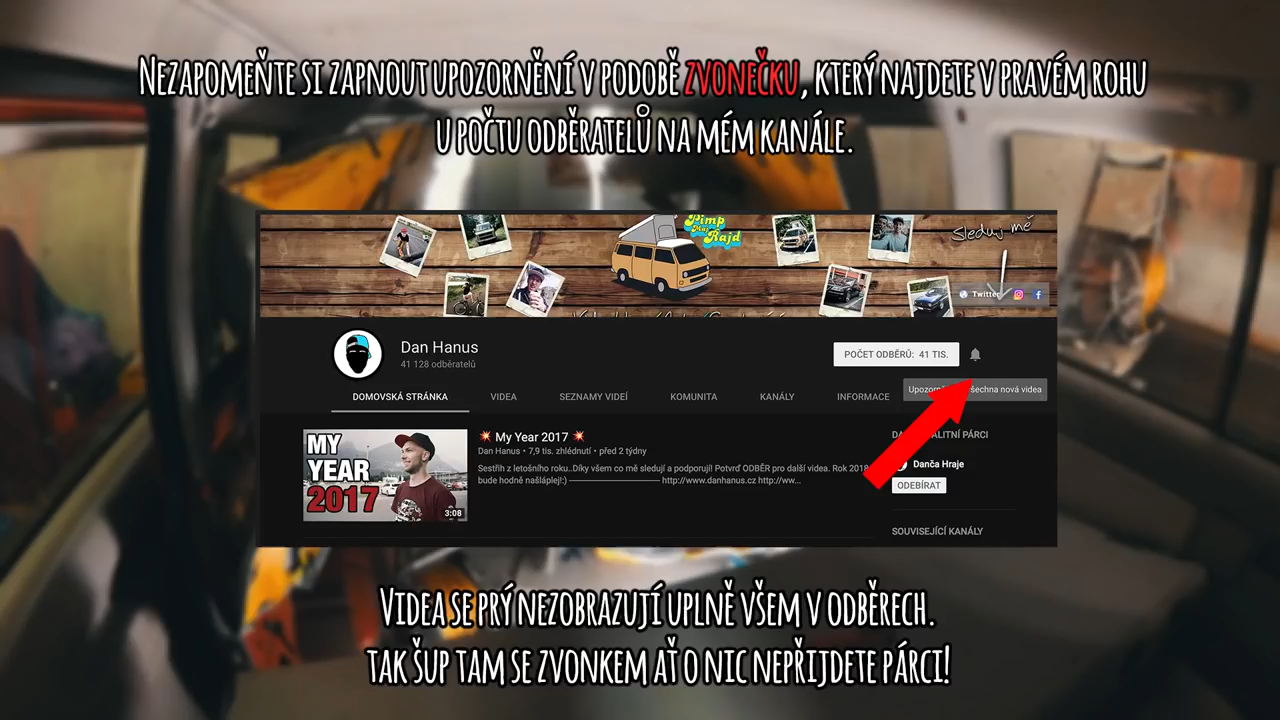 NEZAPOMEŇTE SI ZAPNOUT UPOZORNĚNÍ V PODOBĚ ZVONEČKU, KTERÝ NAJDETE V PRAVÉM ROHU
U POČTU ODBĚRATELŮ NA MÉM KANÁLE.
Pimp
Muj
Rajd
Sleduj mě
Twitter
Dan Hanus
41 128 odběratelů
POČET ODBĚRŮ: 41 TIS.
všechna nová videa
DOMOVSKÁ STRÁNKA VIDEA SEZNAMY VIDEÍ KOMUNITA KANÁLY INFORMACE
MY
YEAR
2017
3:08
💥 My Year 2017 💥
Dan Hanus • 7,9 tis. zhlédnutí • před 2 týdny
Sestřih z letošního roku..Díky všem co mě sledují a podporují! Potvrď ODBĚR pro další videa. Rok 2018
bude hodně našláplej!:) ——————————— http://www.danhanus.cz http://ww...
PÁRCI
Danča Hraje
ODEBÍRAT
SOUVISEJÍCÍ KANÁLY
VIDEA SE PRÝ NEZOBRAZUJÍ UPLNĚ VŠEM V ODBĚRECH.
TAK ŠUP TAM SE ZVONKEM AŤ O NIC NEPŘIJDETE PÁRCI!